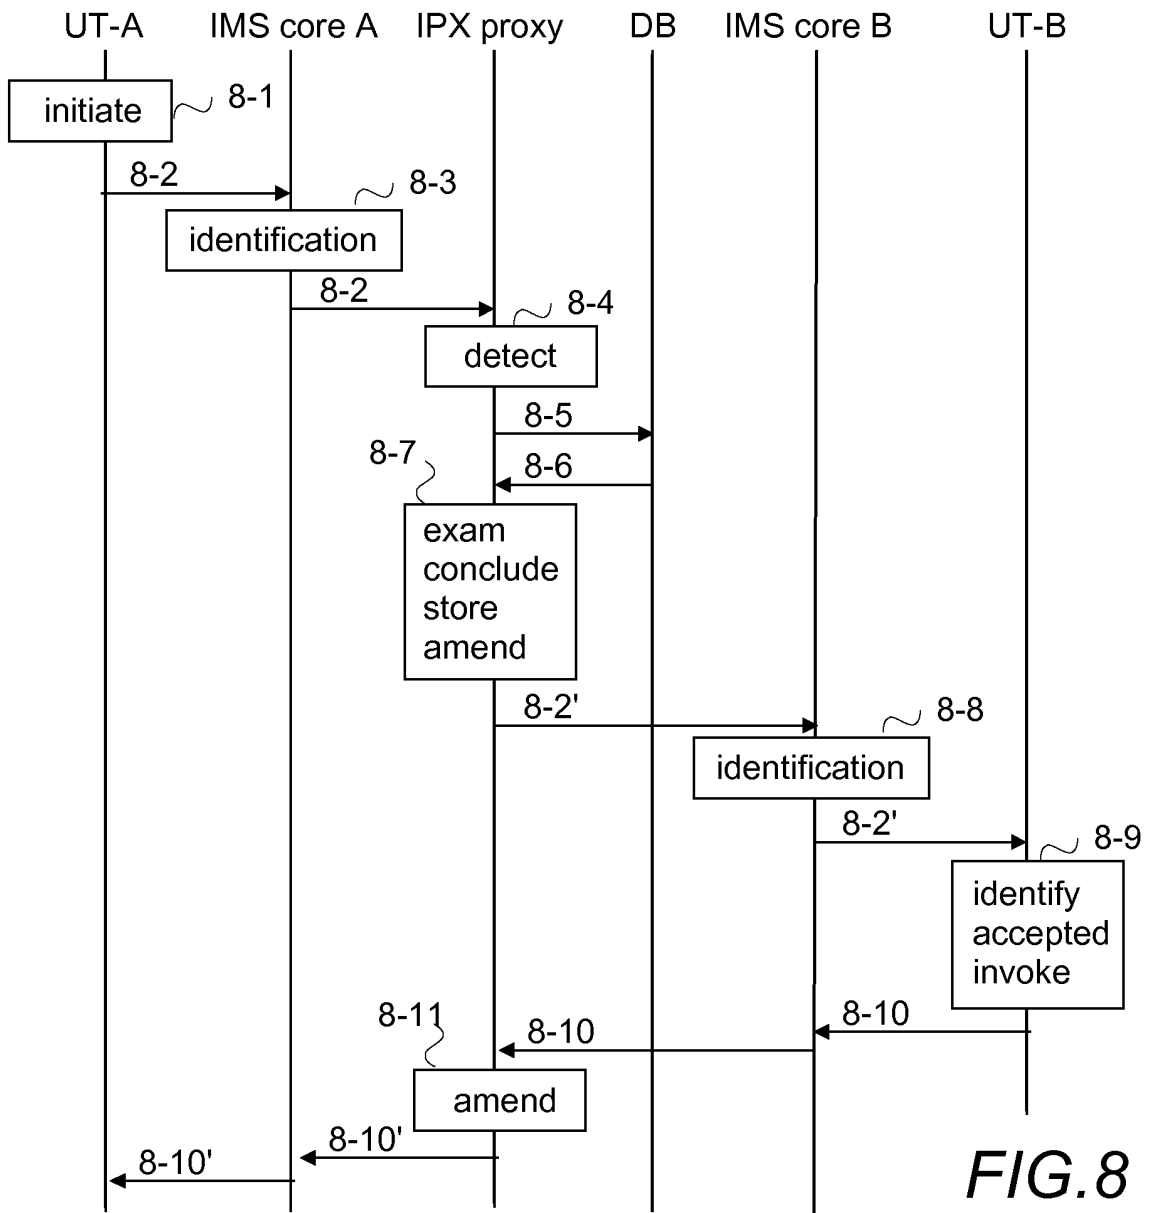 UT-A IMS core A IPX proxy DB IMS core B UT-B
initiate 8-1
8-2
8-3
identification
8-2
8-4
detect
8-5
8-7
8-6
exam
conclude
store
amend
8-2'
8-8
identification
8-2'
8-9
identify
accepted
invoke
8-10
8-11
8-10
amend
8-10'
8-10'
FIG.8